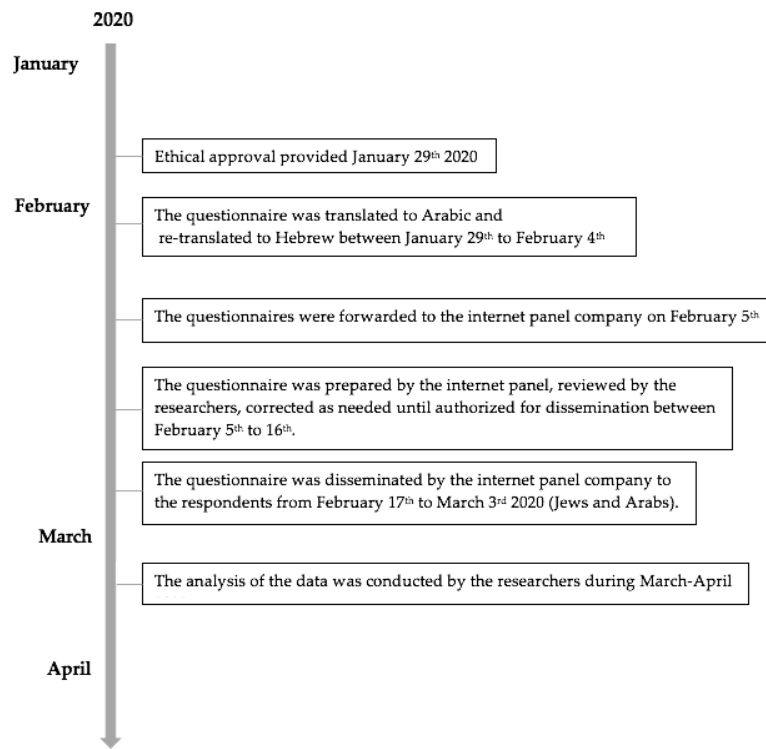 2020
January
Ethical approval provided January 29th 2020
February
The questionnaire was translated to Arabic and
re-translated to Hebrew between January 29th to February 4th
The questionnaires were forwarded to the internet panel company on February 5th
The questionnaire was prepared by the internet panel, reviewed by the
researchers, corrected as needed until authorized for dissemination between
February 5th to 16th.
The questionnaire was disseminated by the internet panel company to
the respondents from February 17th to March 3rd 2020 (Jews and Arabs).
March
The analysis of the data was conducted by the researchers during March-April
April